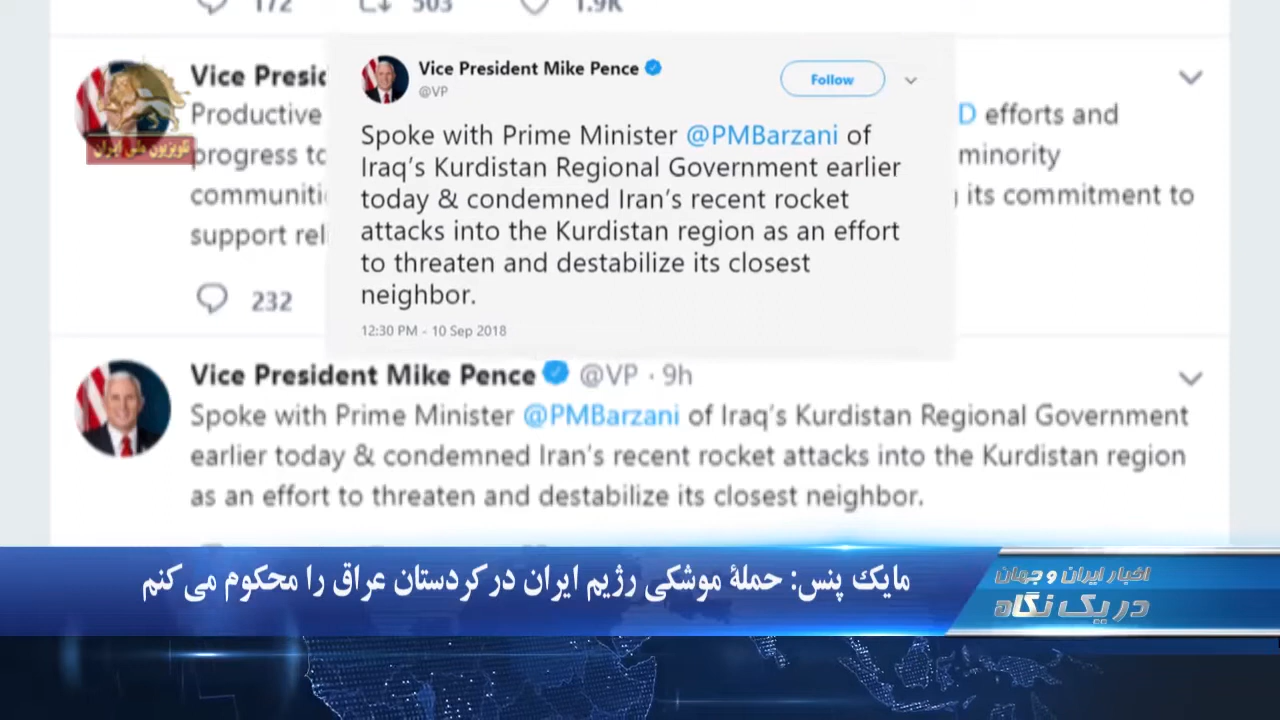 172 503 1.9K
Vice Presid
Productive
progress to
communiti
support rel
D efforts and
minority
its commitment to
232
تلویزیون ملی ایران
Vice President Mike Pence
@VP
Follow
Spoke with Prime Minister @PMBarzani of
Iraq's Kurdistan Regional Government earlier
today & condemned Iran's recent rocket
attacks into the Kurdistan region as an effort
to threaten and destabilize its closest
neighbor.
12:30 PM - 10 Sep 2018
Vice President Mike Pence @VP · 9h
Spoke with Prime Minister @PMBarzani of Iraq's Kurdistan Regional Government
earlier today & condemned Iran's recent rocket attacks into the Kurdistan region
as an effort to threaten and destabilize its closest neighbor.
مایک پنس: حملهٔ موشکی رژیم ایران در کردستان عراق را محکوم می کنم
اخبار ایران و جهان
در یک نگاه